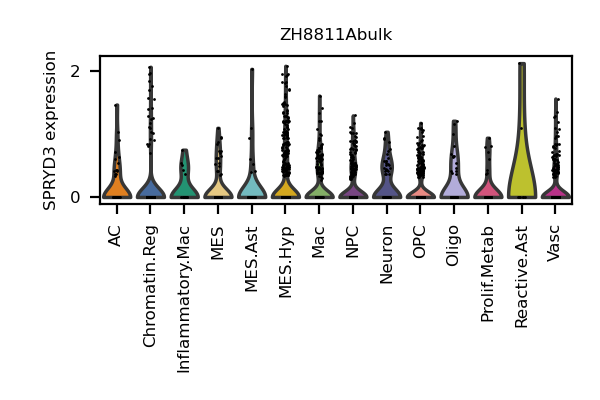 ZH8811Abulk
SPRYD3 expression
2
0
AC
Chromatin.Reg
Inflammatory.Mac
MES
MES.Ast
MES.Hyp
Mac
NPC
Neuron
OPC
Oligo
Prolif.Metab
Reactive.Ast
Vasc